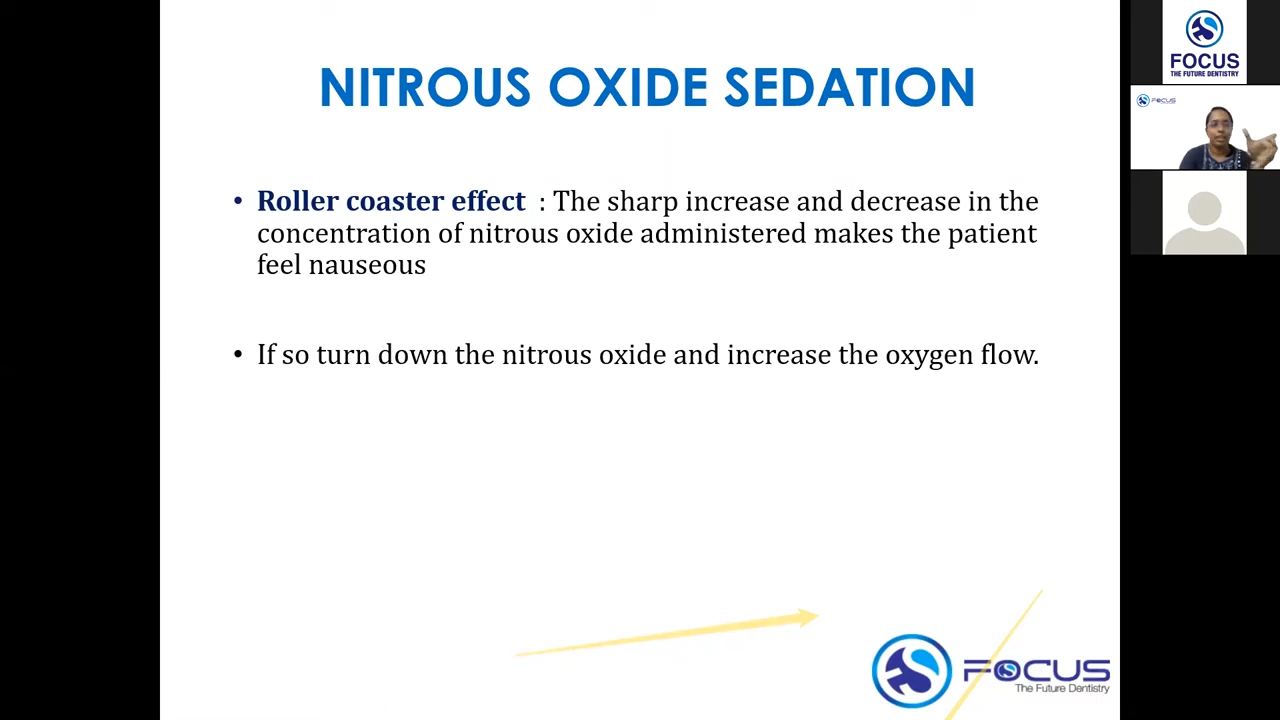 NITROUS OXIDE SEDATION
• Roller coaster effect : The sharp increase and decrease in the
concentration of nitrous oxide administered makes the patient
feel nauseous
• If so turn down the nitrous oxide and increase the oxygen flow.
FOCUS
The Future Dentistry
FOCUS
THE FUTURE DENTISTRY
FOCUS